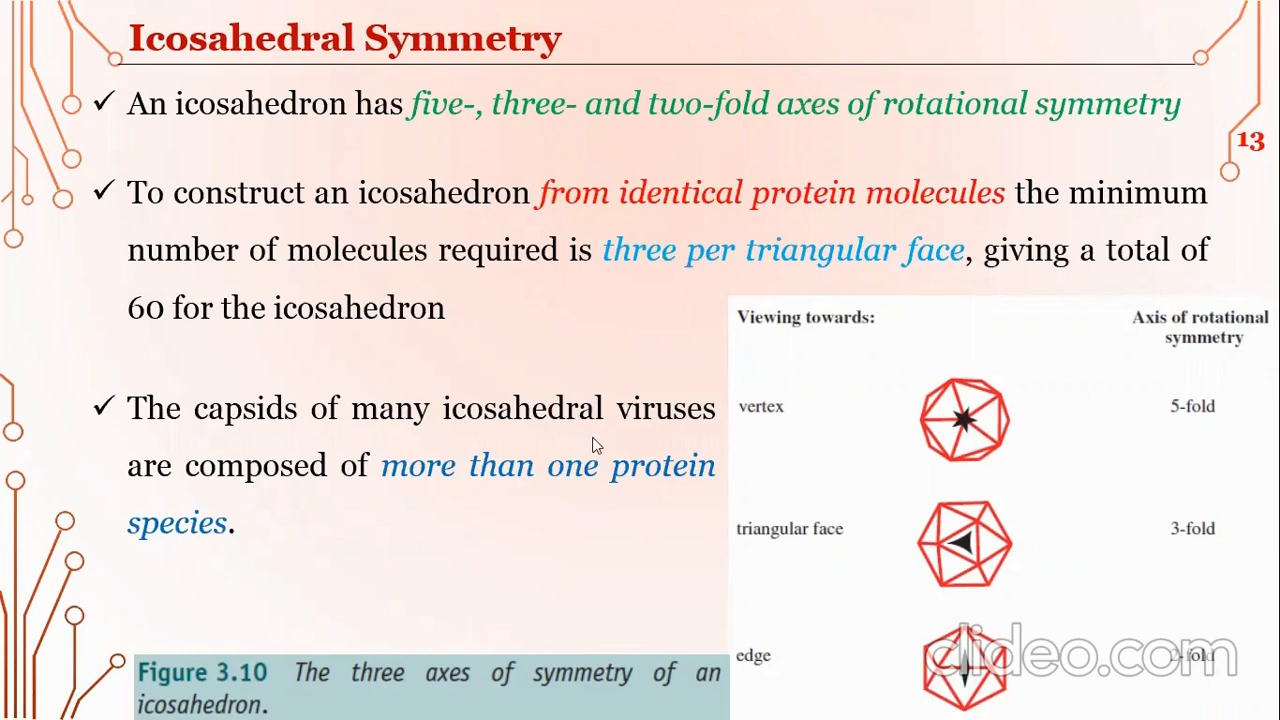 Icosahedral Symmetry
✓ An icosahedron has five-, three- and two-fold axes of rotational symmetry
13
✓ To construct an icosahedron from identical protein molecules the minimum
number of molecules required is three per triangular face, giving a total of
60 for the icosahedron
✓ The capsids of many icosahedral viruses
are composed of more than one protein
species.
Viewing towards:
Axis of rotational
symmetry
vertex
5-fold
triangular face
3-fold
edge
2-fold
clideo.com
Figure 3.10 The three axes of symmetry of an
icosahedron.